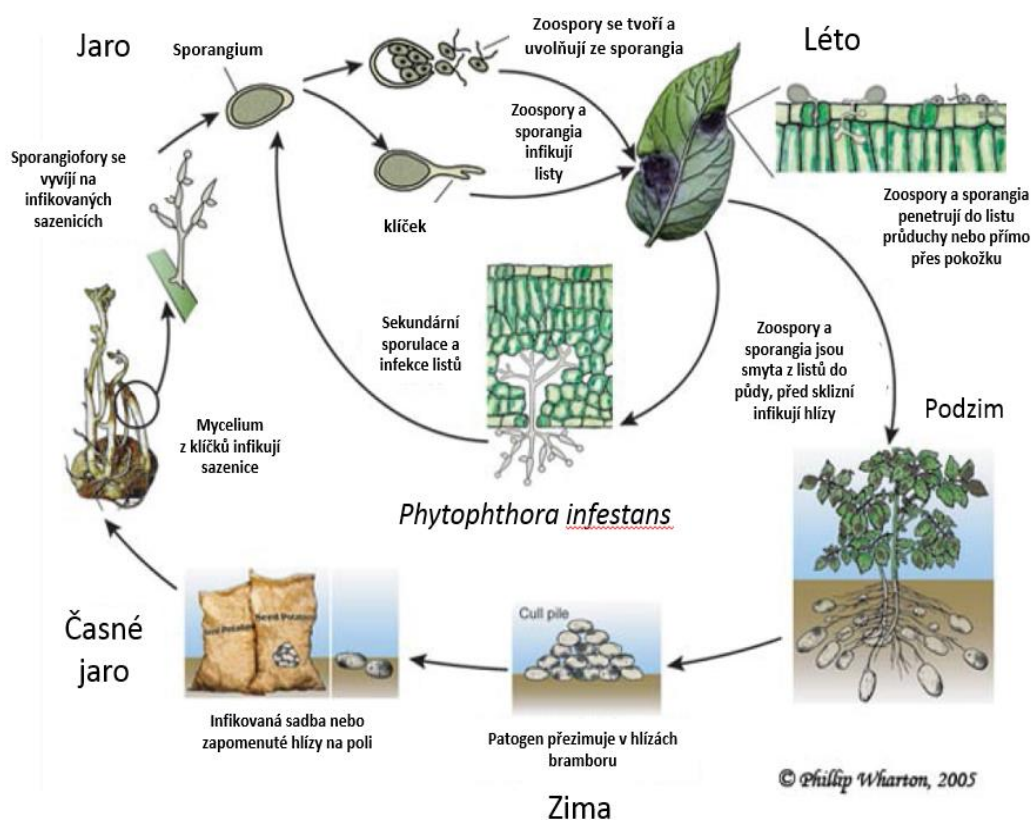 Jaro
Sporangium
Zoospory se tvoří a
uvolňují ze sporangia
Léto
Zoospory a
sporangia
infikují
listy
Sporangiofory se
vyvíjí na
infikovaných
sazenicích
klíček
Zoospory a sporangia
penetrují do listu
průduchy nebo přímo
přes pokožku
Sekundární
sporulace a
infekce listů
Zoospory a
sporangia jsou
smyta z listů do
půdy, před sklizní
infikují hlízy
Podzim
Mycelium
z klíčků infikují
sazenice
Phytophthora infestans
Časné
jaro
Seed Potatoes
Cull pile
Infikovaná sadba nebo
zapomenuté hlízy na poli
Patogen přezimuje v hlízách
bramboru
© Phillip Wharton, 2005
Zima